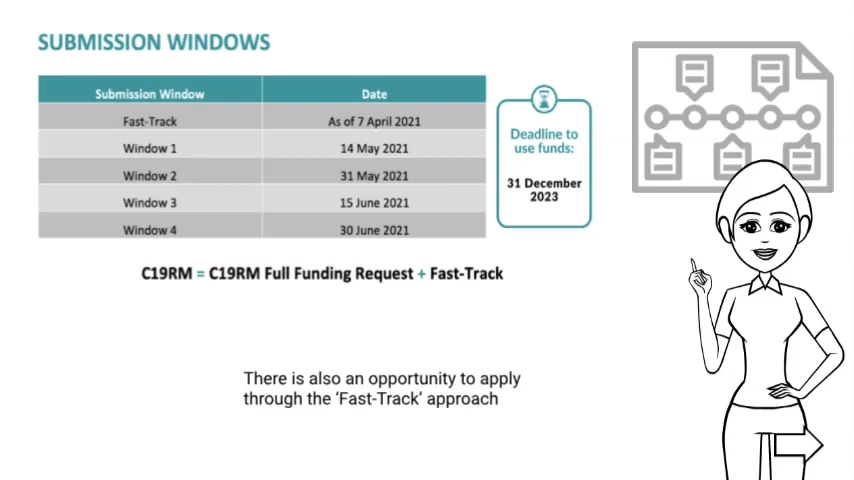 SUBMISSION WINDOWS
Submission Window Date
Fast-Track As of 7 April 2021
Window 1 14 May 2021
Window 2 31 May 2021
Window 3 15 June 2021
Window 4 30 June 2021
Deadline to
use funds:
31 December
2023
C19RM = C19RM Full Funding Request + Fast-Track
There is also an opportunity to apply
through the ‘Fast-Track’ approach